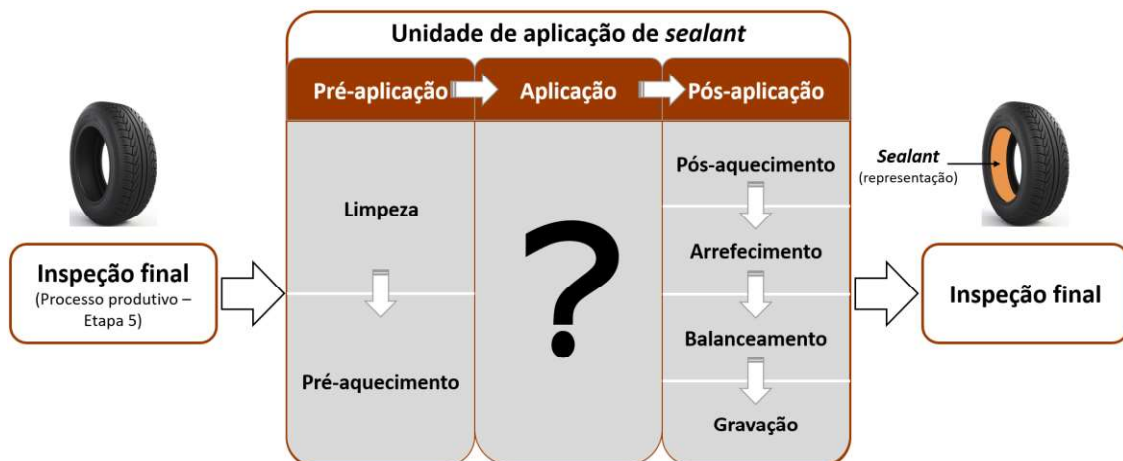 Unidade de aplicação de sealant
Pré-aplicação
Aplicação
Pós-aplicação
Limpeza
Pré-aquecimento
?
Pós-aquecimento
Arrefecimento
Balanceamento
Gravação
Inspeção final
(Processo produtivo –
Etapa 5)
Sealant
(representação)
Inspeção final